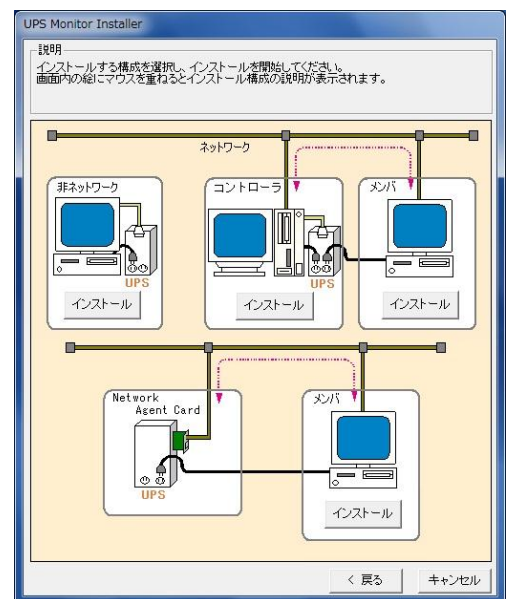 UPS Monitor Installer
説明
インストールする構成を選択し、インストールを開始してください。
画面内の絵にマウスを重ねるとインストール構成の説明が表示されます。
ネットワーク
非ネットワーク
UPS
インストール
コントローラ
UPS
インストール
メンバ
インストール
Network
Agent Card
UPS
メンバ
インストール
< 戻る
キャンセル